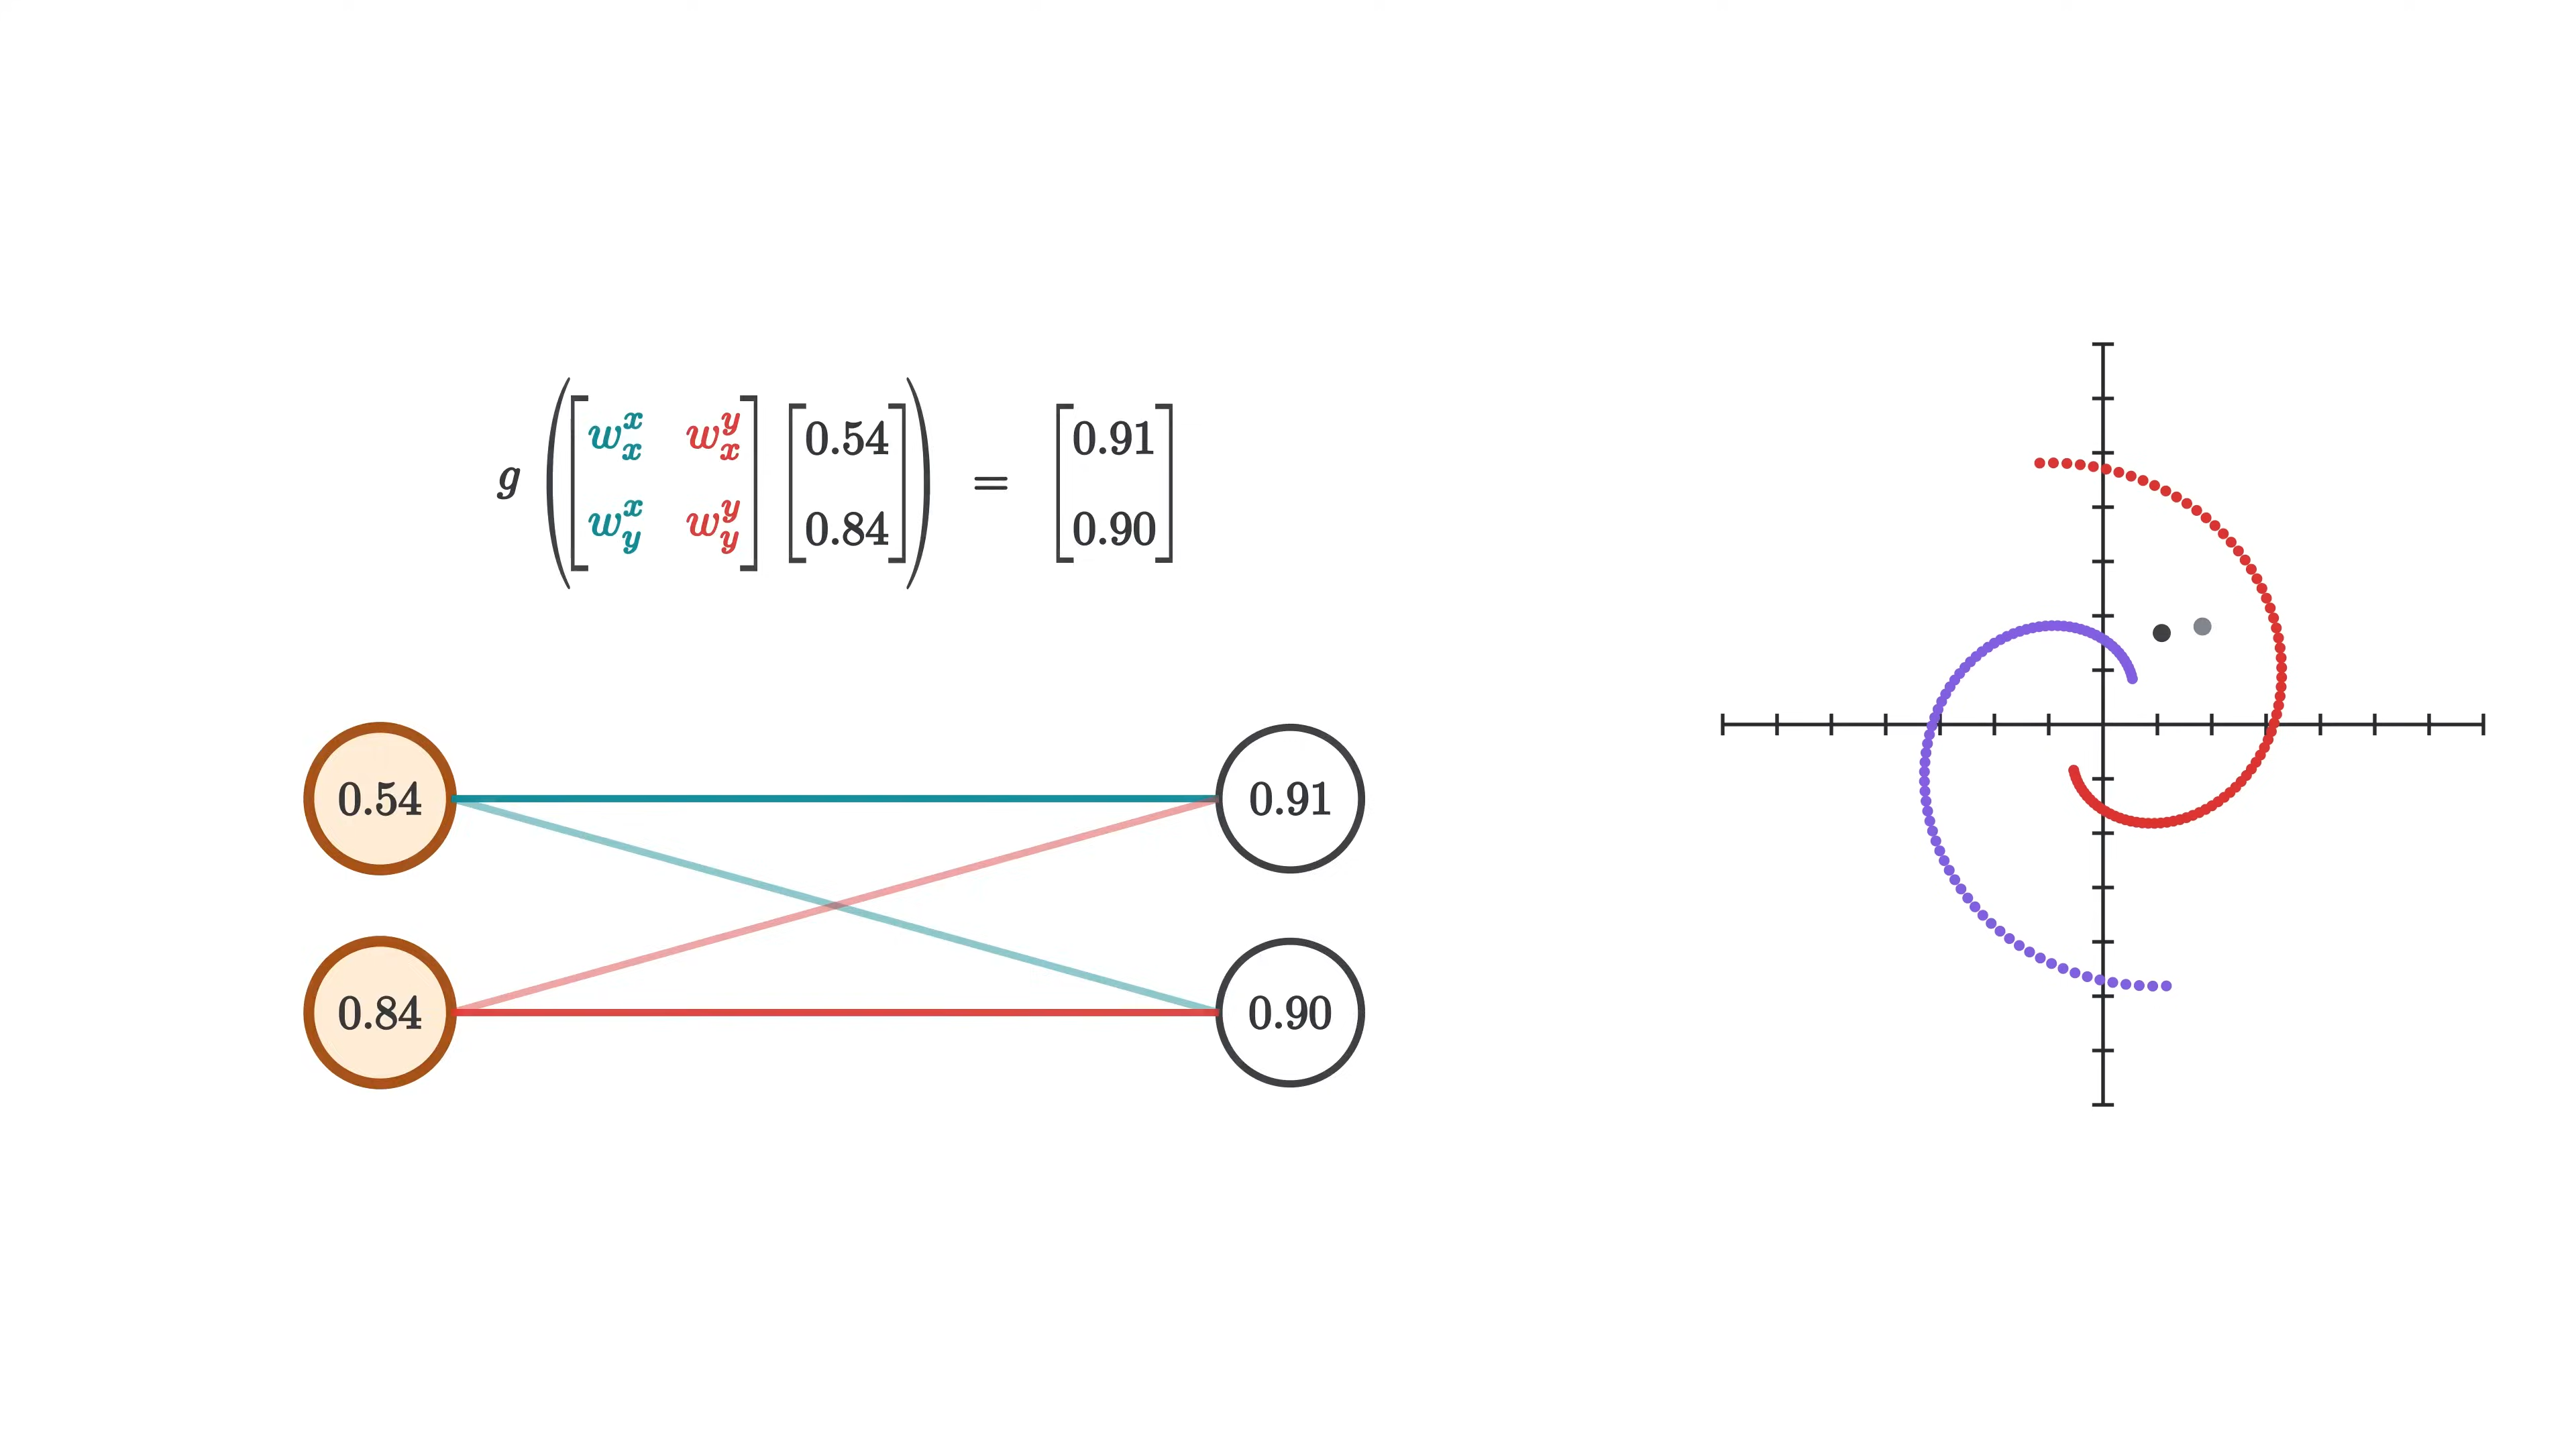 g ( [ w_x^x w_x^y ; w_y^x w_y^y ] [ 0.54 ; 0.84 ] ) = [ 0.91 ; 0.90 ]
0.54 0.91
0.84 0.90